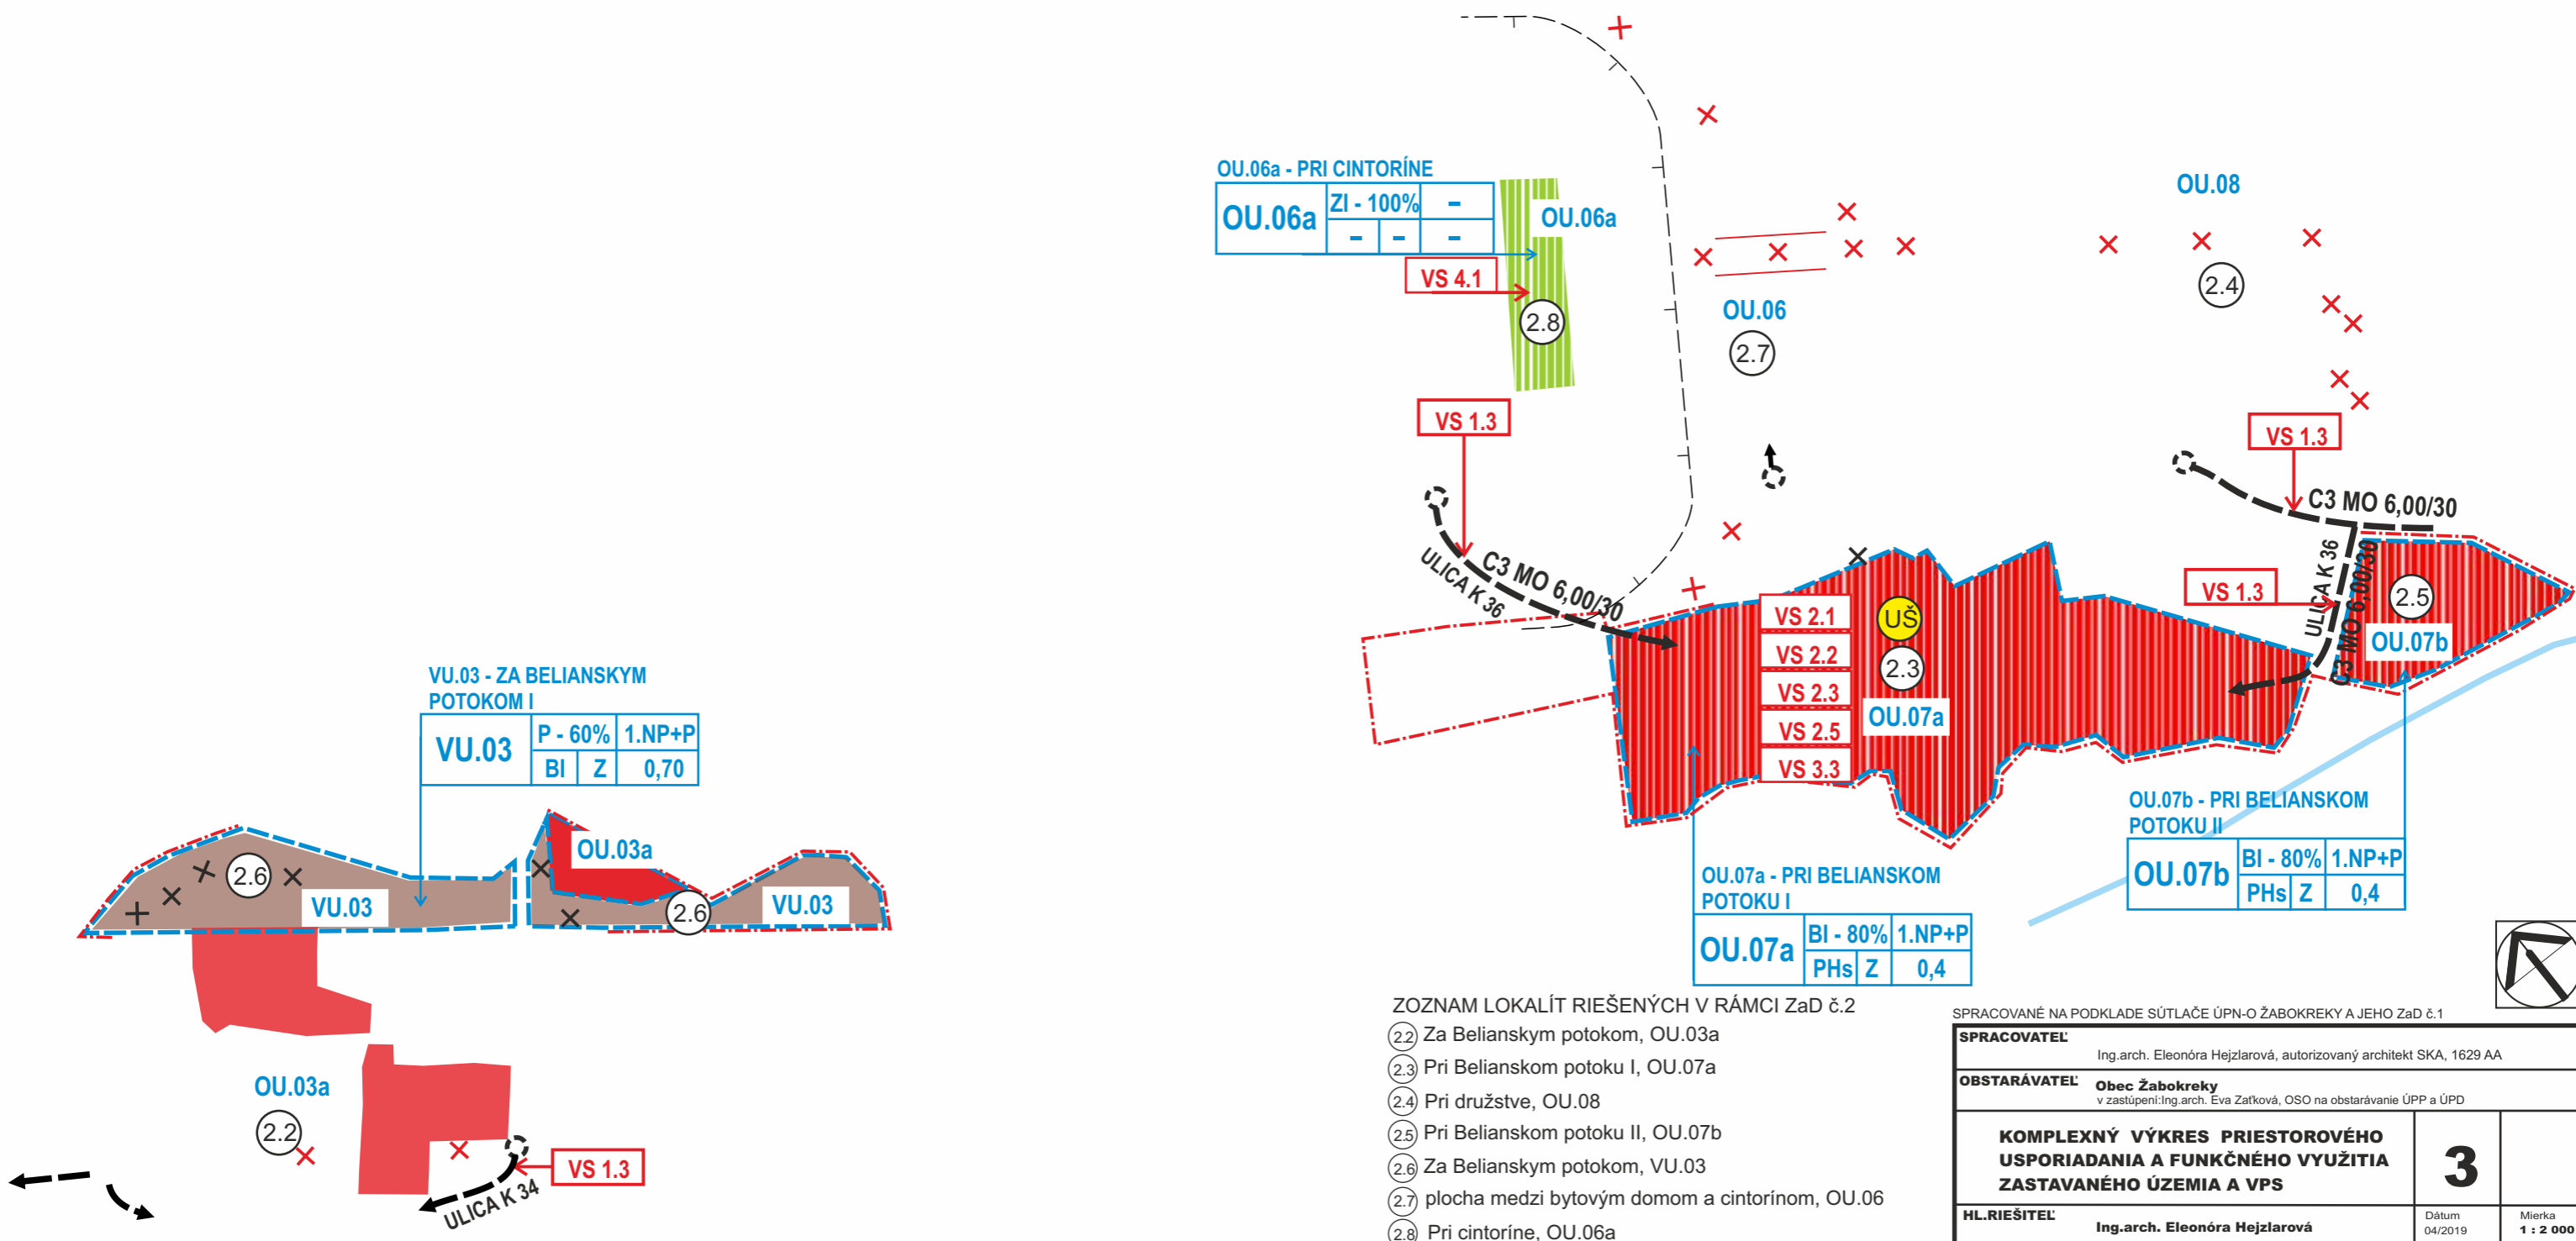 OU.06a - PRI CINTORÍNE
OU.06a
ZI - 100% -
- - -
OU.06a
VS 4.1
2.8
OU.08
2.4
OU.06
2.7
VS 1.3
ULICA K 36
C3 MO 6,00/30
VS 1.3
C3 MO 6,00/30
VS 1.3
ULICA K 36
C3 MO 6,00/30
2.5
OU.07b
VS 2.1
VS 2.2
VS 2.3
VS 2.5
VS 3.3
UŠ
2.3
OU.07a
VU.03 - ZA BELIANSKYM
POTOKOM I
VU.03
P - 60% 1.NP+P
BI Z 0,70
2.6
VU.03
OU.03a
2.6
VU.03
OU.03a
2.2
VS 1.3
ULICA K 34
OU.07a - PRI BELIANSKOM
POTOKU I
OU.07a
BI - 80% 1.NP+P
PHs Z 0,4
OU.07b - PRI BELIANSKOM
POTOKU II
OU.07b
BI - 80% 1.NP+P
PHs Z 0,4
ZOZNAM LOKALÍT RIEŠENÝCH V RÁMCI ZaD č.2
2.2 Za Belianskym potokom, OU.03a
2.3 Pri Belianskom potoku I, OU.07a
2.4 Pri družstve, OU.08
2.5 Pri Belianskom potoku II, OU.07b
2.6 Za Belianskym potokom, VU.03
2.7 plocha medzi bytovým domom a cintorínom, OU.06
2.8 Pri cintoríne, OU.06a
SPRACOVANÉ NA PODKLADE SÚTLAČE ÚPN-O ŽABOKREKY A JEHO ZaD č.1
SPRACOVATEĽ
Ing.arch. Eleonóra Hejzlarová, autorizovaný architekt SKA, 1629 AA
OBSTARÁVATEĽ Obec Žabokreky
v zastúpení:Ing.arch. Eva Zaťková, OSO na obstarávanie ÚPP a ÚPD
KOMPLEXNÝ VÝKRES PRIESTOROVÉHO
USPORIADANIA A FUNKČNÉHO VYUŽITIA
ZASTAVANÉHO ÚZEMIA A VPS
3
HL.RIEŠITEĽ Ing.arch. Eleonóra Hejzlarová
Dátum
04/2019
Mierka
1 : 2 000